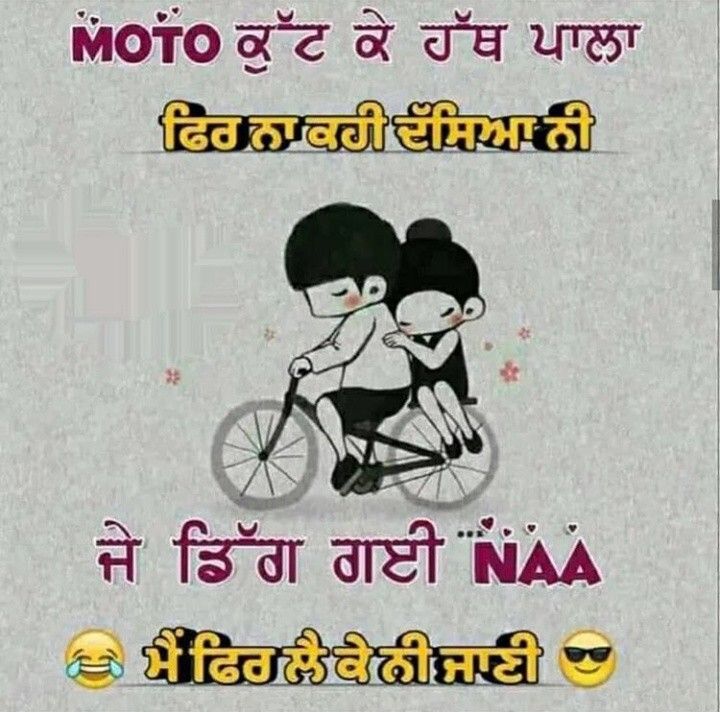 MOTO ਕੁੱਟ ਕੇ ਹੱਥ ਪਾਲਾ
ਫਿਰ ਨਾ ਕਹੀ ਦੱਸਿਆ ਨੀ
ਜੇ ਡਿੱਗ ਗਈ NAA
😂 ਮੈਂ ਫਿਰ ਲੈ ਕੇ ਨੀ ਜਾਣੀ 😎